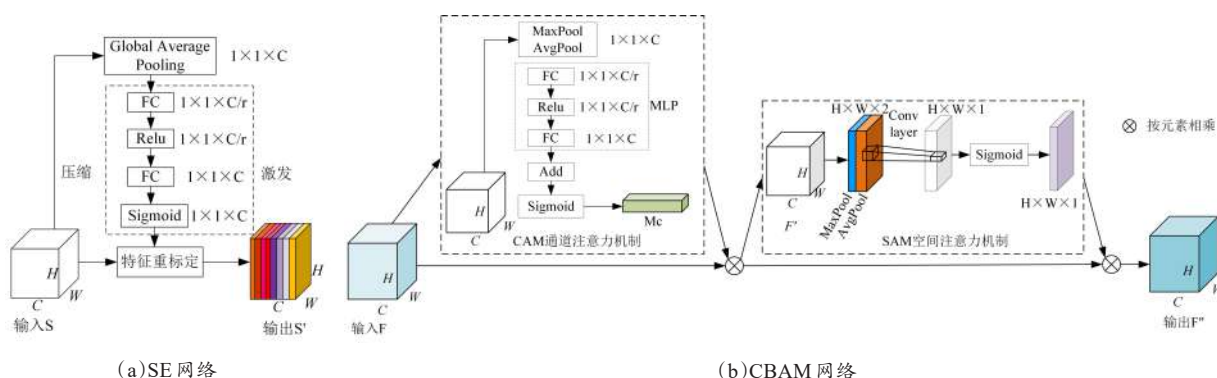 Global Average
Pooling
1×1×C
FC
1×1×C/r
Relu
1×1×C/r
压缩
FC
1×1×C
激发
Sigmoid
1×1×C
H
C
W
特征重标定
H
C
W
输入S
输出S'
(a)SE网络
MaxPool
AvgPool
1×1×C
FC
1×1×C/r
Relu
1×1×C/r
MLP
FC
1×1×C
Add
Sigmoid
Mc
H
C
W
CAM通道注意力机制
H
C
W
输入F
H×W×2
Conv
layer
H×W×1
H
C
W
F'
MaxPool
AvgPool
Sigmoid
H×W×1
SAM空间注意力机制
按元素相乘
H
C
W
输出F"
(b)CBAM网络